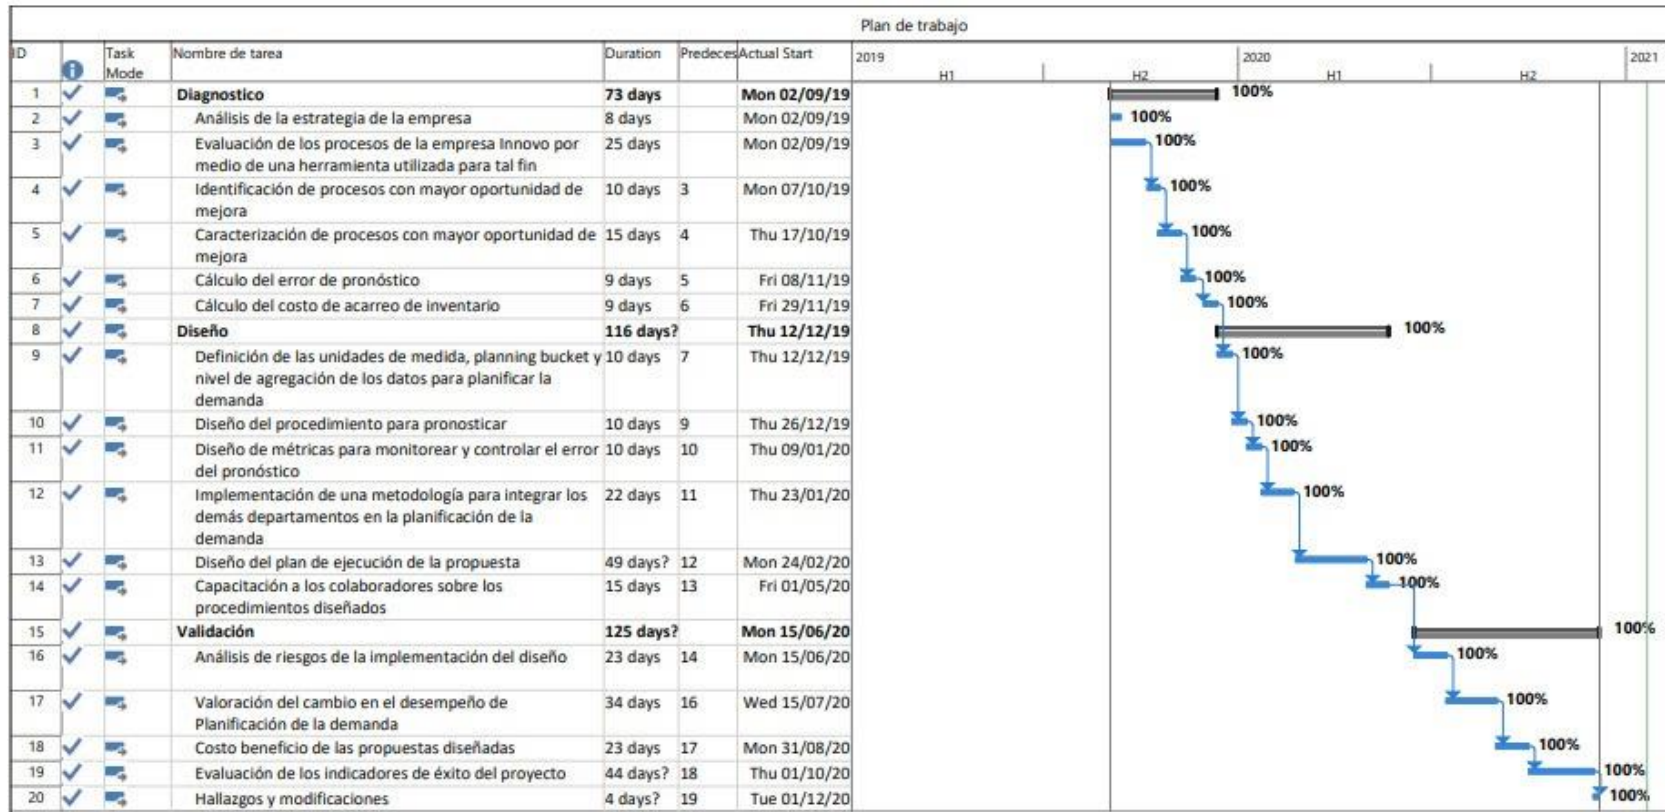 Plan de trabajo
ID Task Mode Nombre de tarea Duration Predeces Actual Start 2019 H1 H2 2020 H1 H2 2021
1 Diagnostico 73 days Mon 02/09/19 100%
2 Análisis de la estrategia de la empresa 8 days Mon 02/09/19 100%
3 Evaluación de los procesos de la empresa Innovo por 25 days Mon 02/09/19 100%
medio de una herramienta utilizada para tal fin
4 Identificación de procesos con mayor oportunidad de 10 days 3 Mon 07/10/19 100%
mejora
5 Caracterización de procesos con mayor oportunidad de 15 days 4 Thu 17/10/19 100%
mejora
6 Cálculo del error de pronóstico 9 days 5 Fri 08/11/19 100%
7 Cálculo del costo de acarreo de inventario 9 days 6 Fri 29/11/19 100%
8 Diseño 116 days? Thu 12/12/19 100%
9 Definición de las unidades de medida, planning bucket y 10 days 7 Thu 12/12/19 100%
nivel de agregación de los datos para planificar la
demanda
10 Diseño del procedimiento para pronosticar 10 days 9 Thu 26/12/19 100%
11 Diseño de métricas para monitorear y controlar el error 10 days 10 Thu 09/01/20 100%
del pronóstico
12 Implementación de una metodología para integrar los 22 days 11 Thu 23/01/20 100%
demás departamentos en la planificación de la
demanda
13 Diseño del plan de ejecución de la propuesta 49 days? 12 Mon 24/02/20 100%
14 Capacitación a los colaboradores sobre los 15 days 13 Fri 01/05/20 100%
procedimientos diseñados
15 Validación 125 days? Mon 15/06/20 100%
16 Análisis de riesgos de la implementación del diseño 23 days 14 Mon 15/06/20 100%
17 Valoración del cambio en el desempeño de 34 days 16 Wed 15/07/20 100%
Planificación de la demanda
18 Costo beneficio de las propuestas diseñadas 23 days 17 Mon 31/08/20 100%
19 Evaluación de los indicadores de éxito del proyecto 44 days? 18 Thu 01/10/20 100%
20 Hallazgos y modificaciones 4 days? 19 Tue 01/12/20 100%